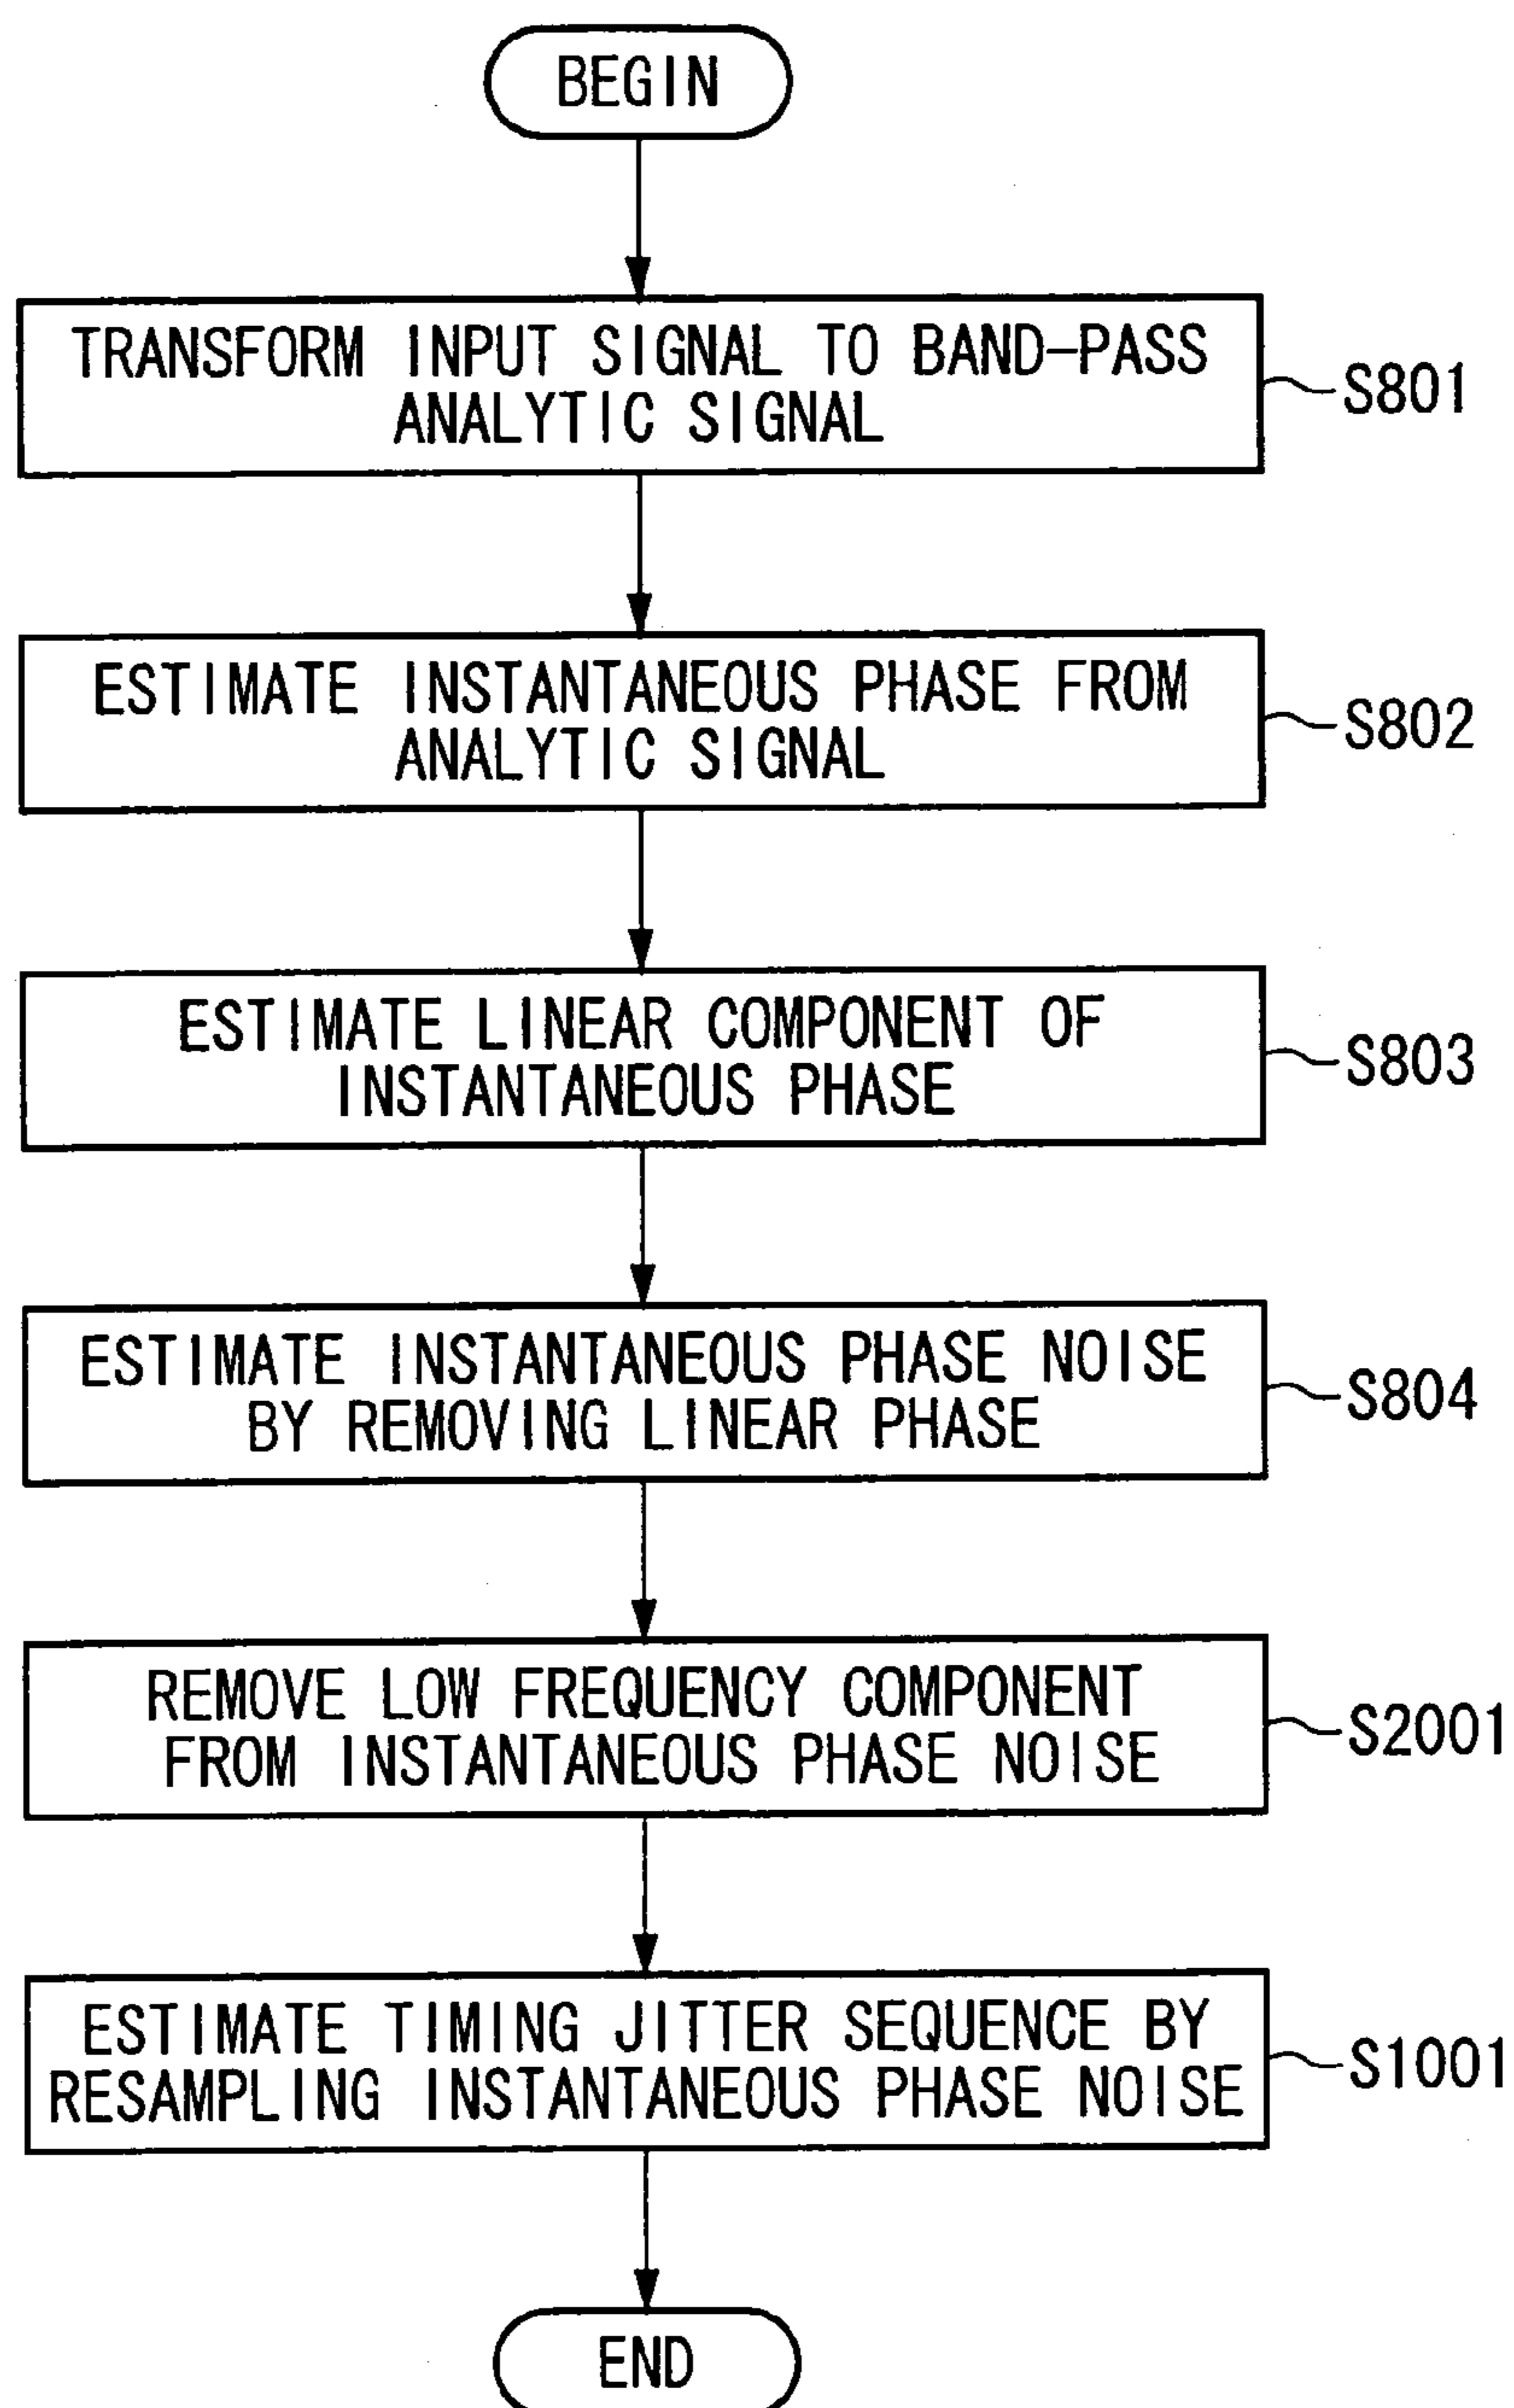 BEGIN
TRANSFORM INPUT SIGNAL TO BAND-PASS
ANALYTIC SIGNAL
S801
ESTIMATE INSTANTANEOUS PHASE FROM
ANALYTIC SIGNAL
S802
ESTIMATE LINEAR COMPONENT OF
INSTANTANEOUS PHASE
S803
ESTIMATE INSTANTANEOUS PHASE NOISE
BY REMOVING LINEAR PHASE
S804
REMOVE LOW FREQUENCY COMPONENT
FROM INSTANTANEOUS PHASE NOISE
S2001
ESTIMATE TIMING JITTER SEQUENCE BY
RESAMPLING INSTANTANEOUS PHASE NOISE
S1001
END